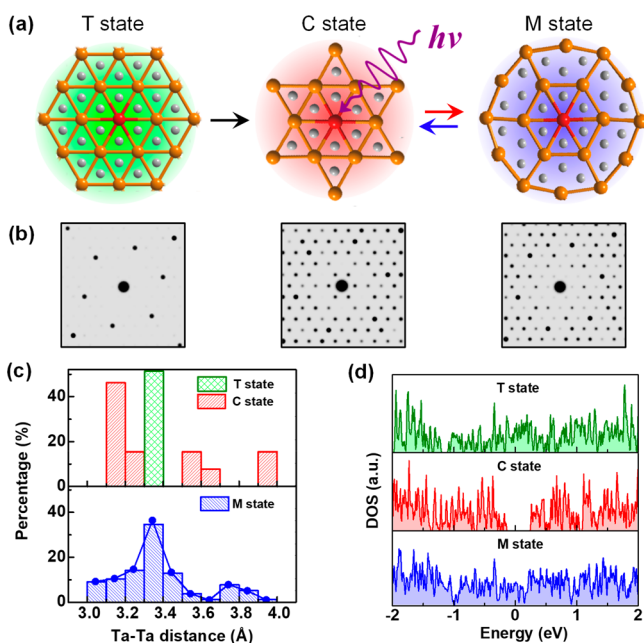 (a) T state C state M state
hν
(b)
(c) (d)
T state
C state
M state
Percentage (%)
40
20
0
40
20
0
3.0 3.2 3.4 3.6 3.8 4.0
Ta-Ta distance (Å)
T state
C state
M state
DOS (a.u.)
-2 -1 0 1 2
Energy (eV)